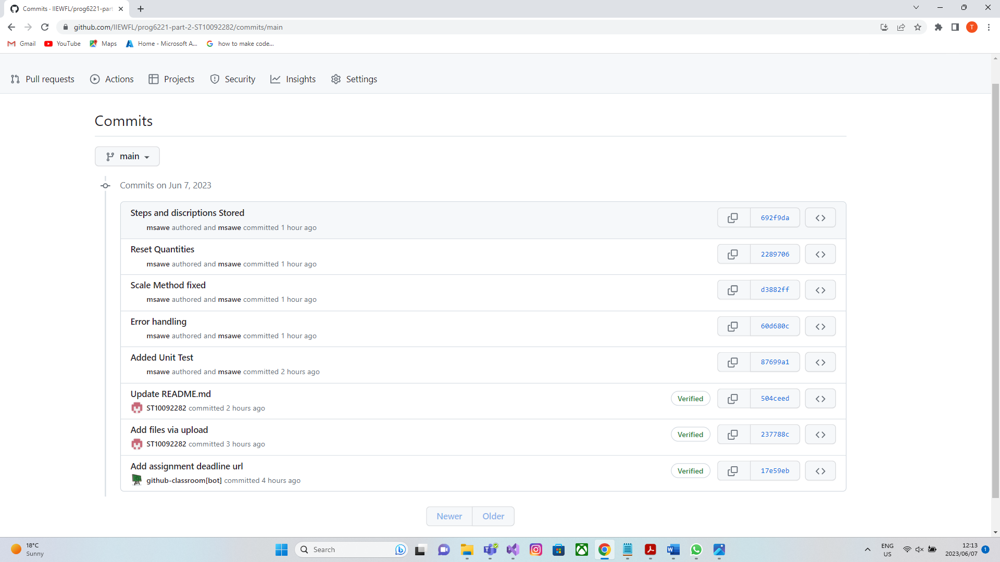 Commits · IIEWFL/prog6221-part
github.com/IIEWFL/prog6221-part-2-ST10092282/commits/main
T
Gmail YouTube Maps Home - Microsoft A... how to make code...
Pull requests Actions Projects Security Insights Settings
Commits
main
Commits on Jun 7, 2023
Steps and discriptions Stored
msawe authored and msawe committed 1 hour ago
692f9da
Reset Quantities
msawe authored and msawe committed 1 hour ago
2289706
Scale Method fixed
msawe authored and msawe committed 1 hour ago
d3882ff
Error handling
msawe authored and msawe committed 1 hour ago
60d680c
Added Unit Test
msawe authored and msawe committed 2 hours ago
87699a1
Update README.md
ST10092282 committed 2 hours ago
Verified 504ceed
Add files via upload
ST10092282 committed 3 hours ago
Verified 237788c
Add assignment deadline url
github-classroom[bot] committed 4 hours ago
Verified 17e59eb
Newer Older
18°C
Sunny
Search
ENG
US
12:13
2023/06/07
1